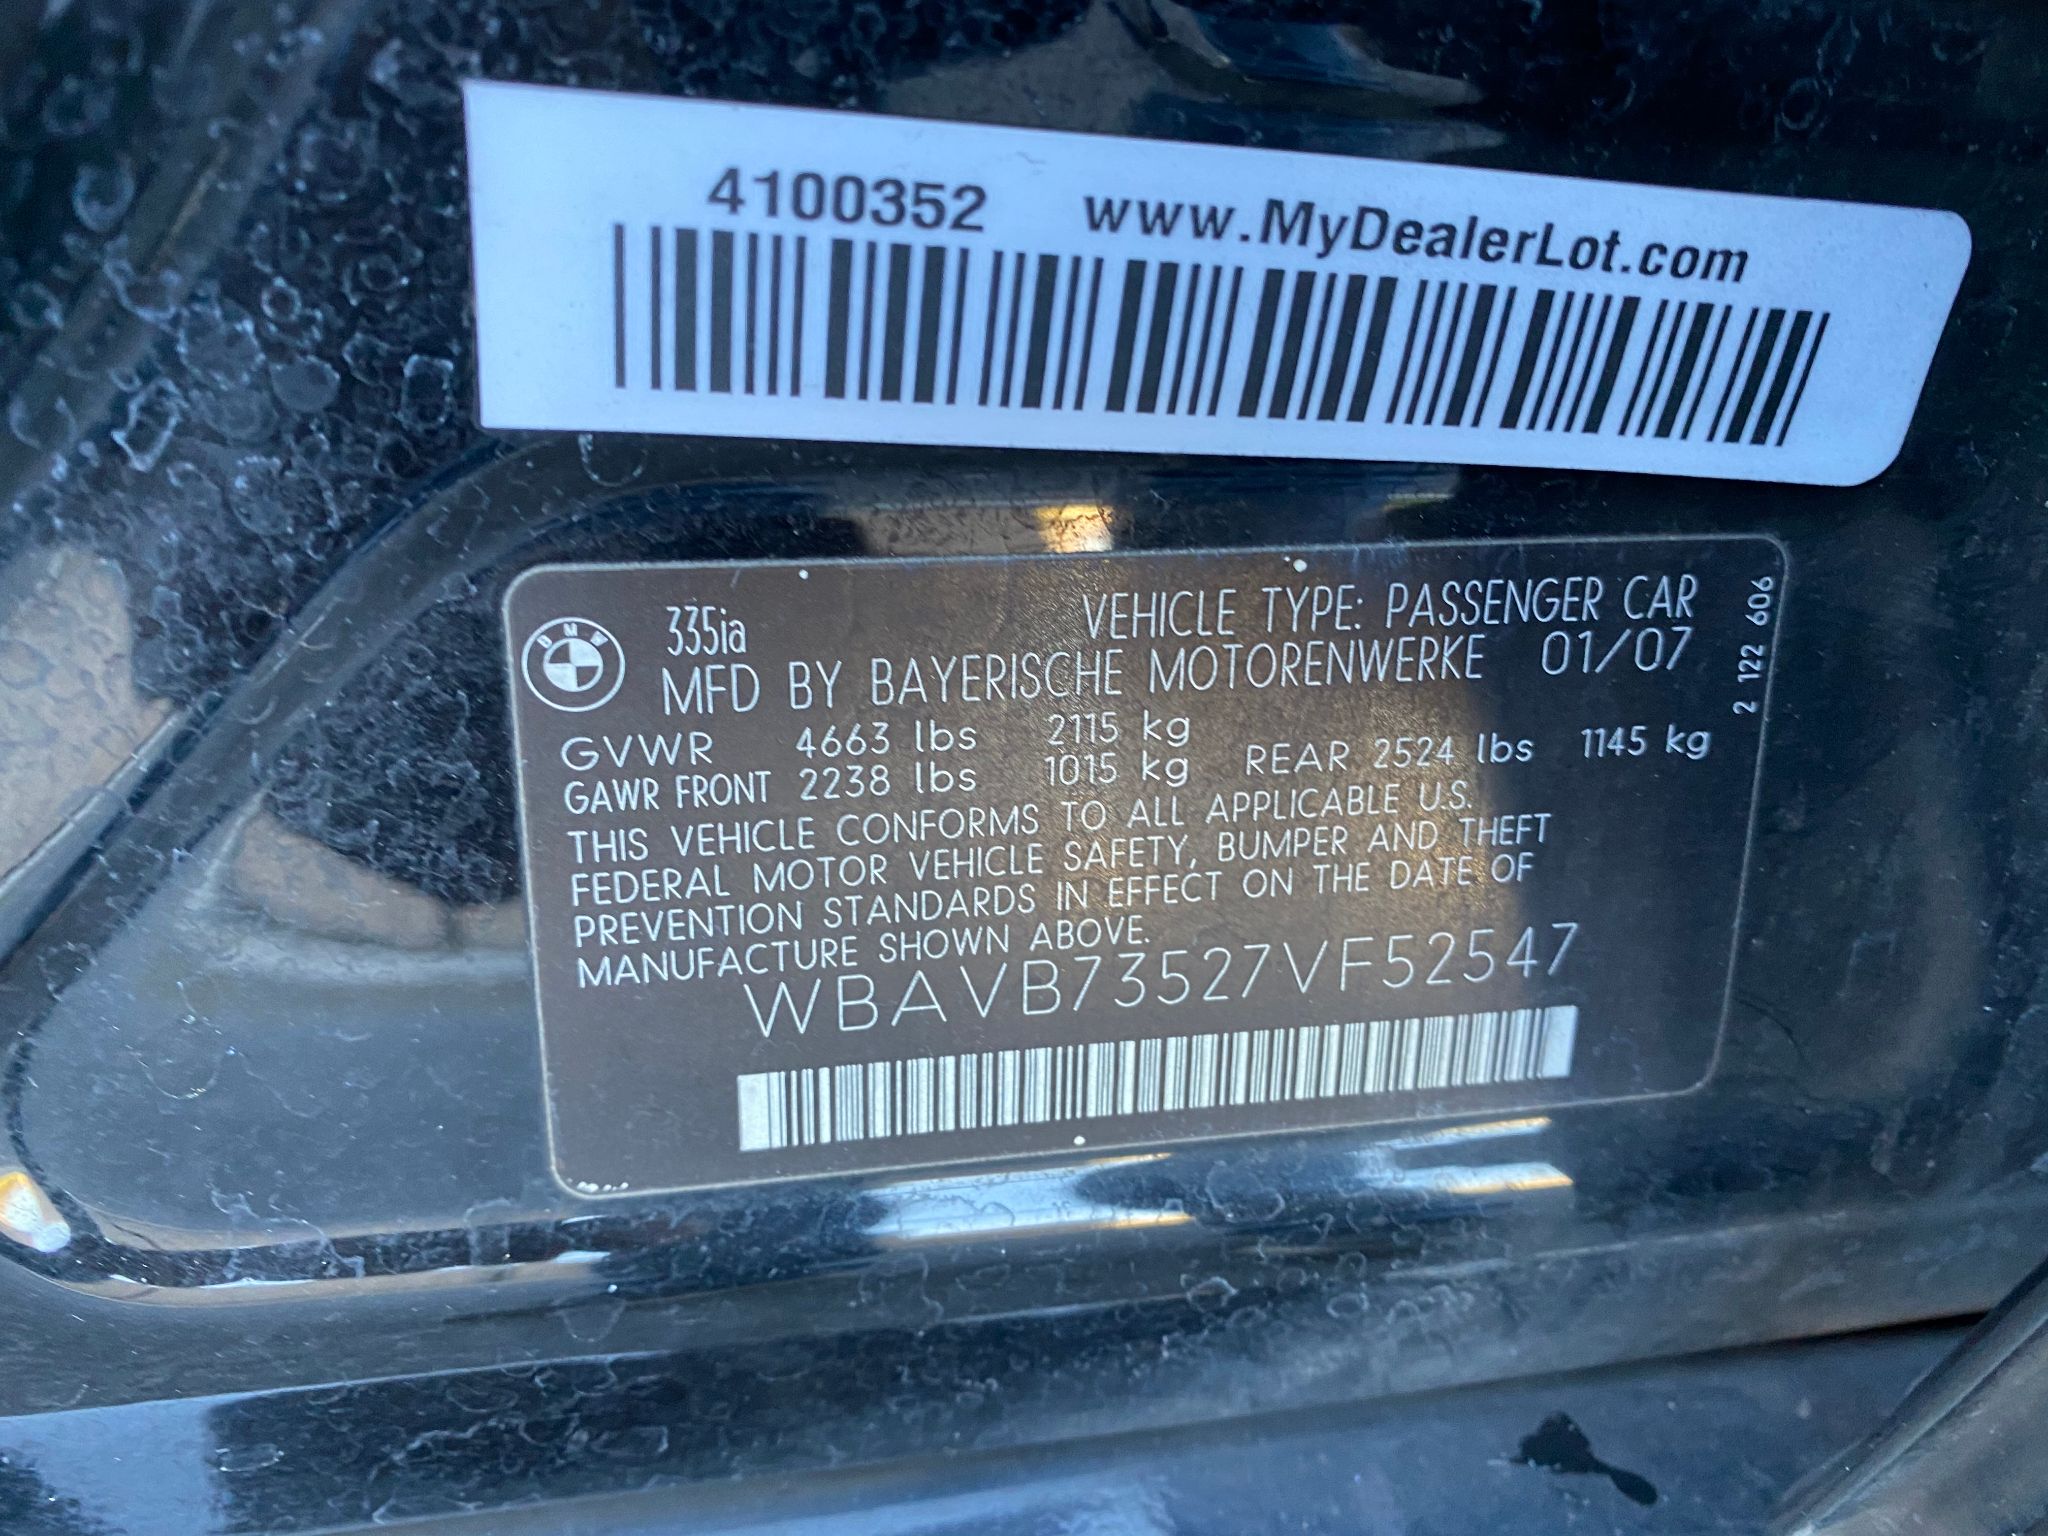 4100352 www.MyDealerLot.com
BMW
335ia VEHICLE TYPE: PASSENGER CAR
MFD BY BAYERISCHE MOTORENWERKE 01/07
2 122 606
GVWR 4663 lbs 2115 kg
GAWR FRONT 2238 lbs 1015 kg REAR 2524 lbs 1145 kg
THIS VEHICLE CONFORMS TO ALL APPLICABLE U.S.
FEDERAL MOTOR VEHICLE SAFETY, BUMPER AND THEFT
PREVENTION STANDARDS IN EFFECT ON THE DATE OF
MANUFACTURE SHOWN ABOVE.
WBAVB73527VF52547